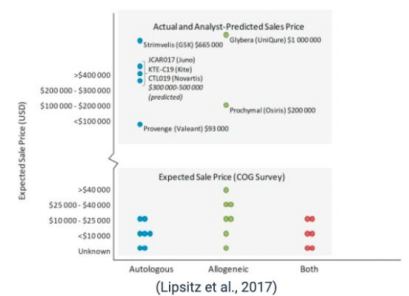 Actual and Analyst-Predicted Sales Price
Strimvelis (GSK) $665 000
Glybera (UniQure) $1 000 000
JCAR017 (Juno)
KTE-C19 (Kite)
CTL019 (Novartis)
$300 000-500 000
(predicted)
Prochymal (Osiris) $200 000
Provenge (Valeant) $93 000
>$400 000
$200 000 - $300 000
$100 000 - $200 000
<$100 000
Expected Sale Price (USD)
Expected Sale Price (COG Survey)
>$40 000
$25 000 - $40 000
$10 000 - $25 000
<$10 000
Unknown
Autologous
Allogeneic
Both
(Lipsitz et al., 2017)